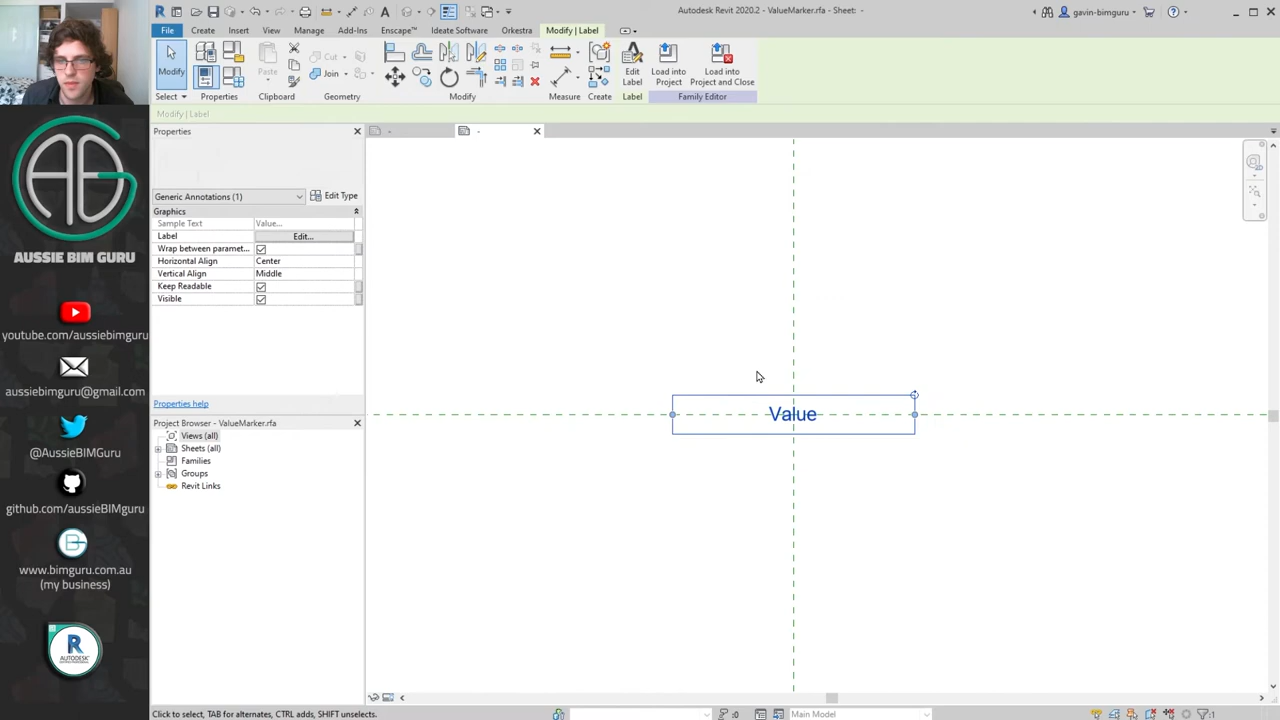 Autodesk Revit 2020.2 - ValueMarker.rfa - Sheet: -
gavin-bimguru
File
Create
Insert
View
Manage
Add-Ins
Enscape™
Ideate Software
Orkestra
Modify | Label
Modify
Paste
Cut
Join
Edit
Label
Load into
Project
Load into
Project and Close
Select
Properties
Clipboard
Geometry
Modify
Measure
Create
Label
Family Editor
Modify | Label
Properties
Generic Annotations (1)
Edit Type
Graphics
Sample Text Value...
Label Edit...
Wrap between paramet...
Horizontal Align Center
Vertical Align Middle
Keep Readable
Visible
Properties help
Project Browser - ValueMarker.rfa
Views (all)
Sheets (all)
Families
Groups
Revit Links
Value
AUSSIE BIM GURU
youtube.com/aussiebimguru
aussiebimguru@gmail.com
@AussieBIMGuru
github.com/aussieBIMguru
www.bimguru.com.au
(my business)
R
AUTODESK
Click to select, TAB for alternates, CTRL adds, SHIFT unselects.
:0
Main Model
:1